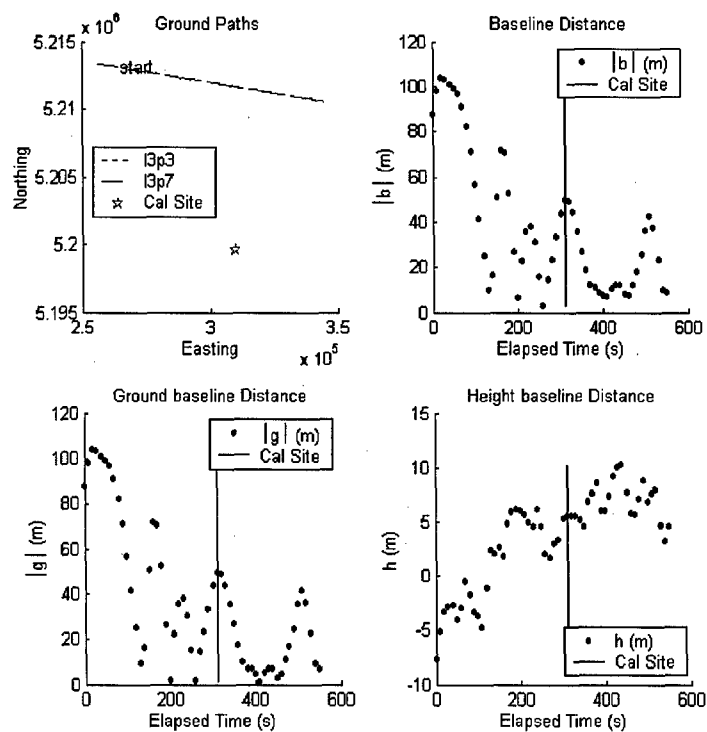 x 10^6
Ground Paths
5.215
5.21
5.205
5.2
5.195
Northing
start
l3p3
l3p7
Cal Site
2.5
3
3.5
Easting
x 10^5
Baseline Distance
120
100
80
60
40
20
0
|b| (m)
|b| (m)
Cal Site
0
200
400
600
Elapsed Time (s)
Ground baseline Distance
120
100
80
60
40
20
0
|g| (m)
|g| (m)
Cal Site
0
200
400
600
Elapsed Time (s)
Height baseline Distance
15
10
5
0
-5
-10
h (m)
h (m)
Cal Site
0
200
400
600
Elapsed Time (s)